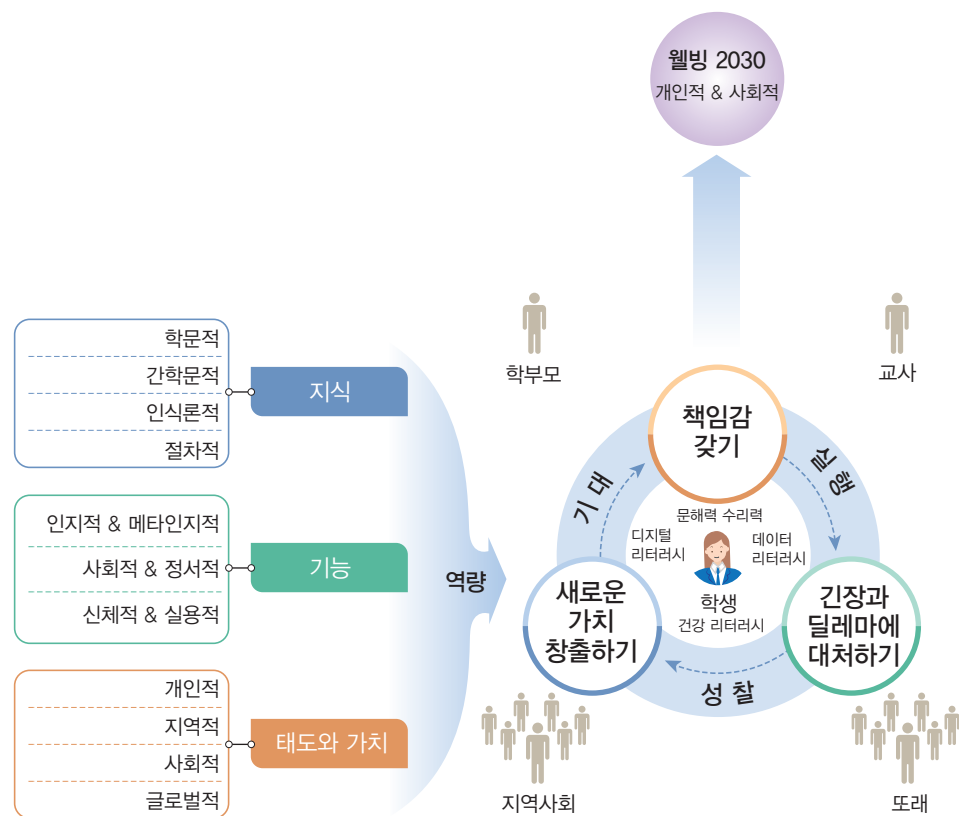 웰빙 2030
개인적 & 사회적
학부모
교사
학문적
간학문적
인식론적
절차적
지식
인지적 & 메타인지적
사회적 & 정서적
신체적 & 실용적
기능
개인적
지역적
사회적
글로벌적
태도와 가치
역량
책임감
갖기
기대
실행
문해력 수리력
디지털
리터러시
데이터
리터러시
학생
건강 리터러시
새로운
가치
창출하기
긴장과
딜레마에
대처하기
성찰
지역사회
또래